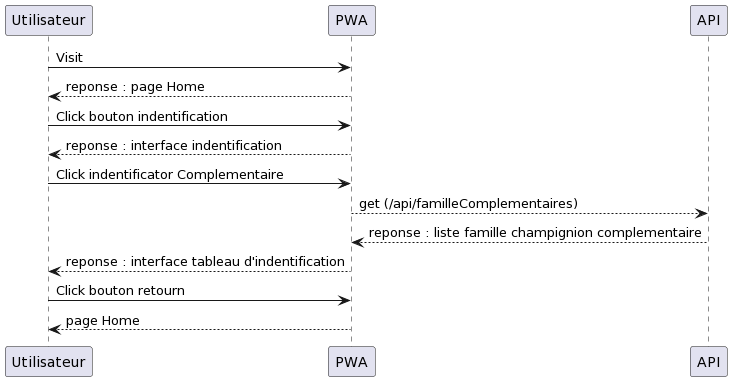 Utilisateur PWA API
Visit
reponse : page Home
Click bouton indentification
reponse : interface indentification
Click indentificator Complementaire
get (/api/familleComplementaires)
reponse : liste famille champignion complementaire
reponse : interface tableau d'indentification
Click bouton retourn
page Home
Utilisateur PWA API